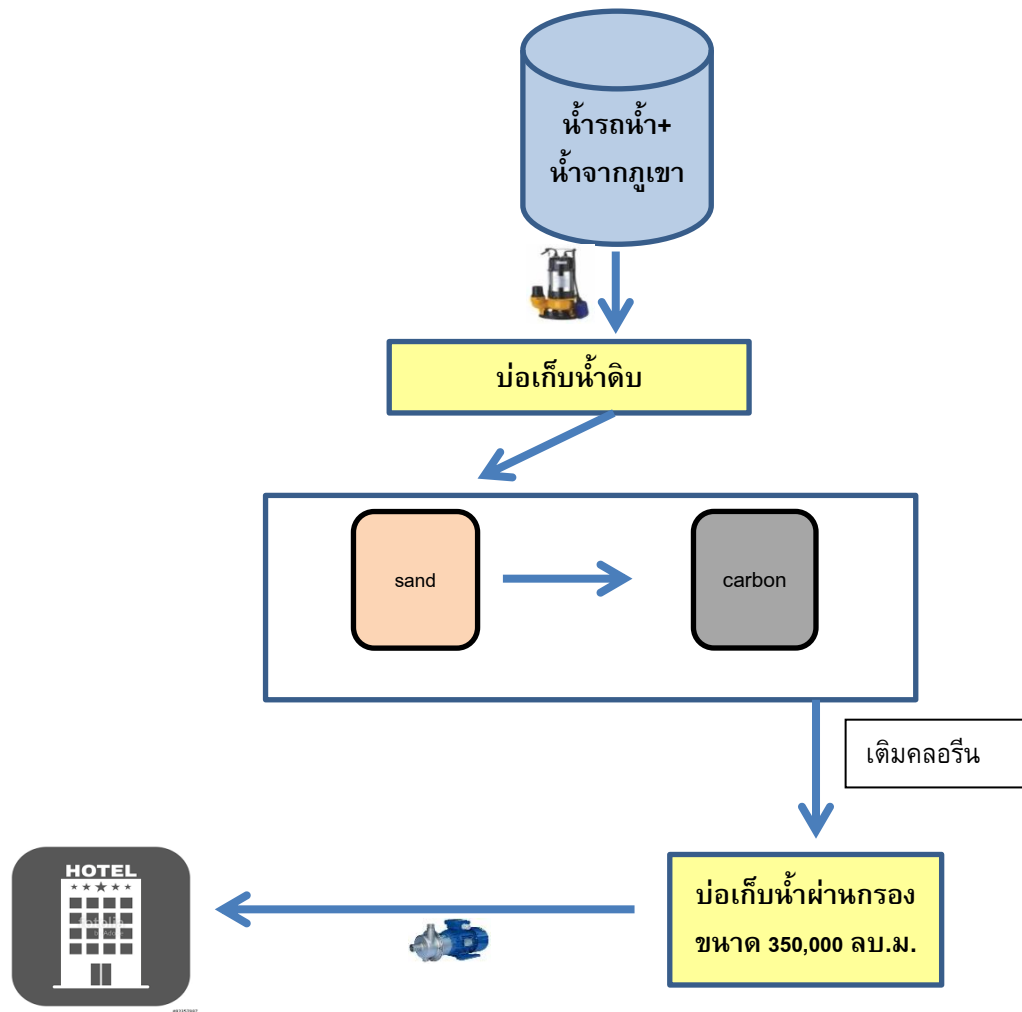 น้ำรถน้ำ+
น้ำจากภูเขา
บ่อเก็บน้ำดิบ
sand
carbon
เติมคลอรีน
HOTEL
บ่อเก็บน้ำผ่านกรอง
ขนาด 350,000 ลบ.ม.